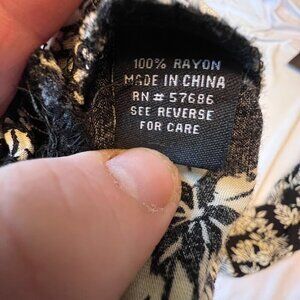 100% RAYON
MADE IN CHINA
RN # 57686
SEE REVERSE
FOR CARE